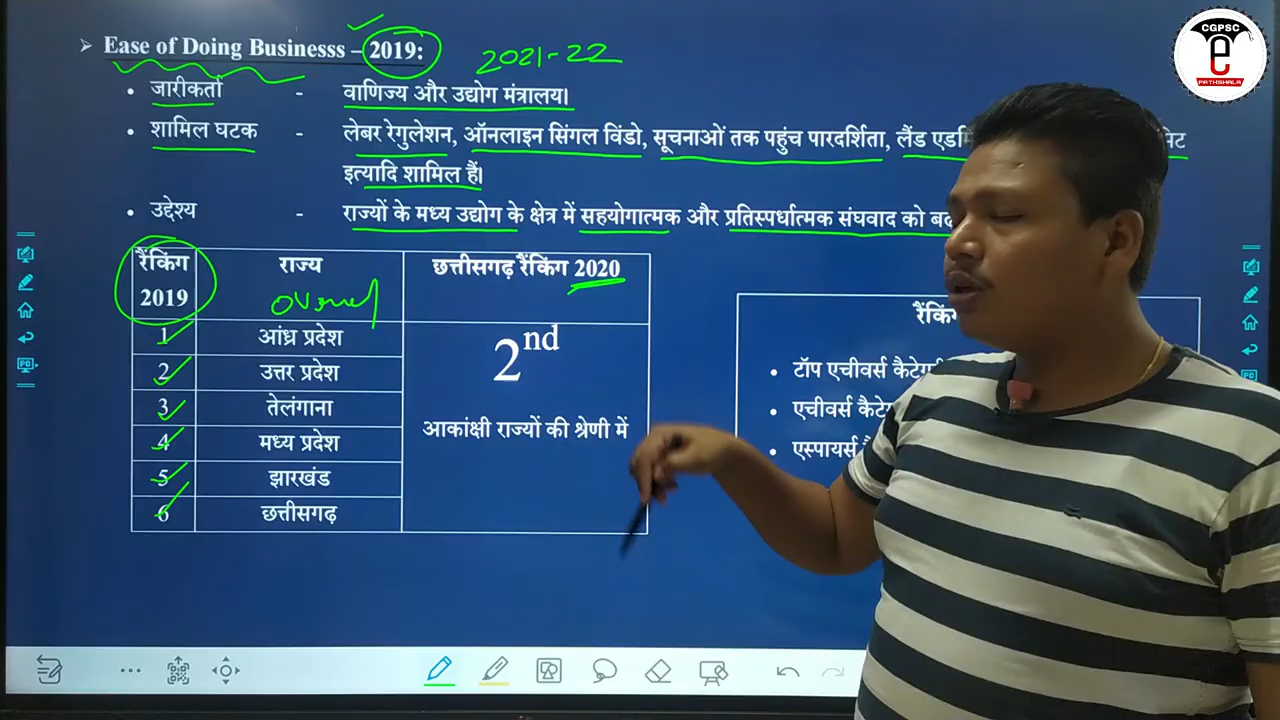 CGPSC
e
PATHSHALA
Ease of Doing Businesss – 2019: 2021-22
जारीकर्ता - वाणिज्य और उद्योग मंत्रालय।
शामिल घटक - लेबर रेगुलेशन, ऑनलाइन सिंगल विंडो, सूचनाओं तक पहुंच पारदर्शिता, लैंड
इत्यादि शामिल हैं।
उद्देश्य - राज्यों के मध्य उद्योग के क्षेत्र में सहयोगात्मक और प्रतिस्पर्धात्मक संघवाद को
रैंकिंग 2019 राज्य छत्तीसगढ़ रैंकिंग 2020
1 आंध्र प्रदेश
2 उत्तर प्रदेश
3 तेलंगाना
4 मध्य प्रदेश
5 झारखंड
6 छत्तीसगढ़
2nd
आकांक्षी राज्यों की श्रेणी में
टॉप एचीवर्स
एचीवर्स
एस्पायर्स
PC
PC